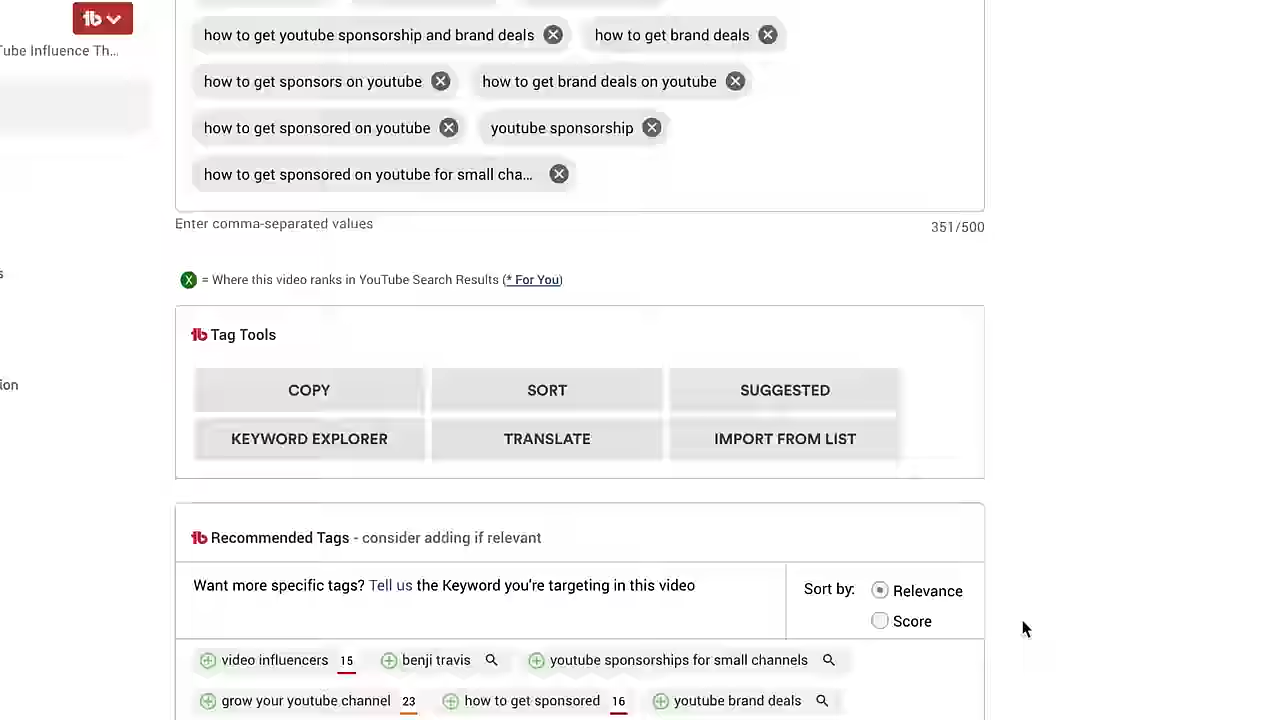 Tube Influence Th...
how to get youtube sponsorship and brand deals
how to get brand deals
how to get sponsors on youtube
how to get brand deals on youtube
how to get sponsored on youtube
youtube sponsorship
how to get sponsored on youtube for small cha...
Enter comma-separated values
351/500
X = Where this video ranks in YouTube Search Results (* For You)
s
tb Tag Tools
COPY
SORT
SUGGESTED
ion
KEYWORD EXPLORER
TRANSLATE
IMPORT FROM LIST
tb Recommended Tags - consider adding if relevant
Want more specific tags? Tell us the Keyword you're targeting in this video
Sort by:
Relevance
Score
video influencers 15
benji travis
youtube sponsorships for small channels
grow your youtube channel 23
how to get sponsored 16
youtube brand deals